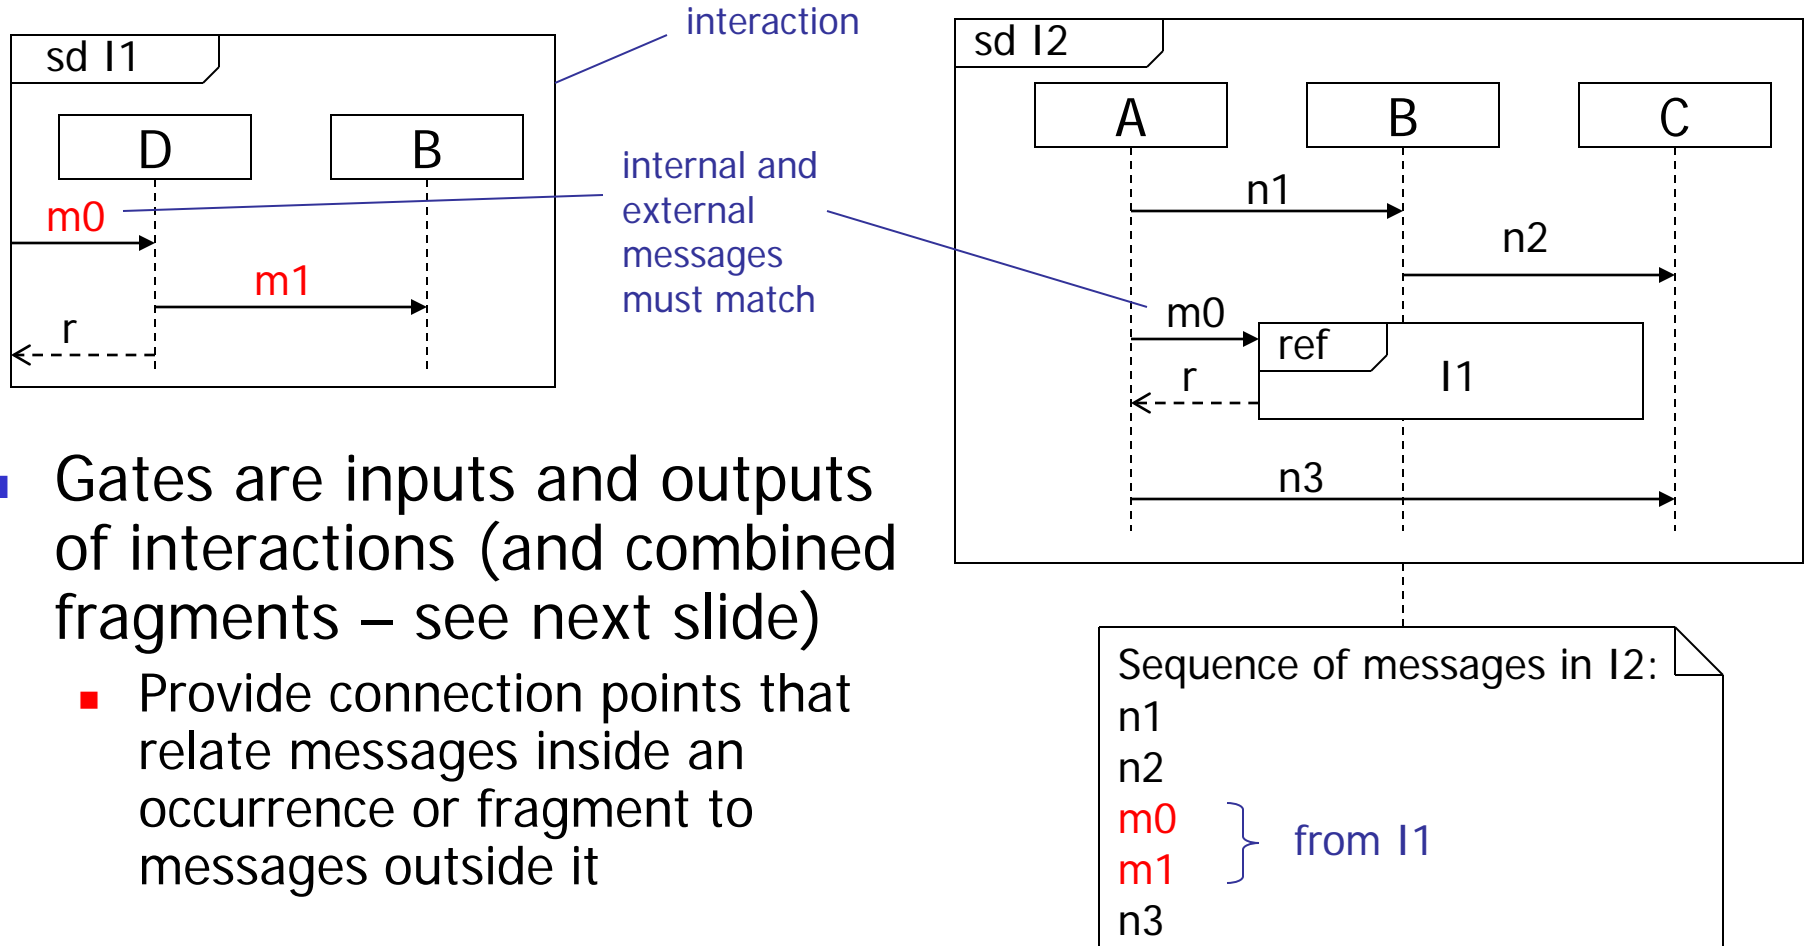 interaction
sd I1
D
B
m0
m1
r
internal and
external
messages
must match
sd I2
A
B
C
n1
n2
m0
ref
I1
r
n3
Gates are inputs and outputs
of interactions (and combined
fragments – see next slide)
Provide connection points that
relate messages inside an
occurrence or fragment to
messages outside it
Sequence of messages in I2:
n1
n2
m0
m1
from I1
n3